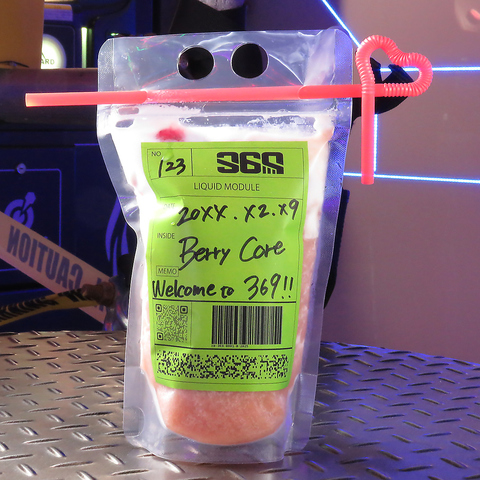 NO
123
369
LIQUID MODULE
20XX . X2 . X9
INSIDE
Berry Core
MEMO
Welcome to 369!!
CAUTION